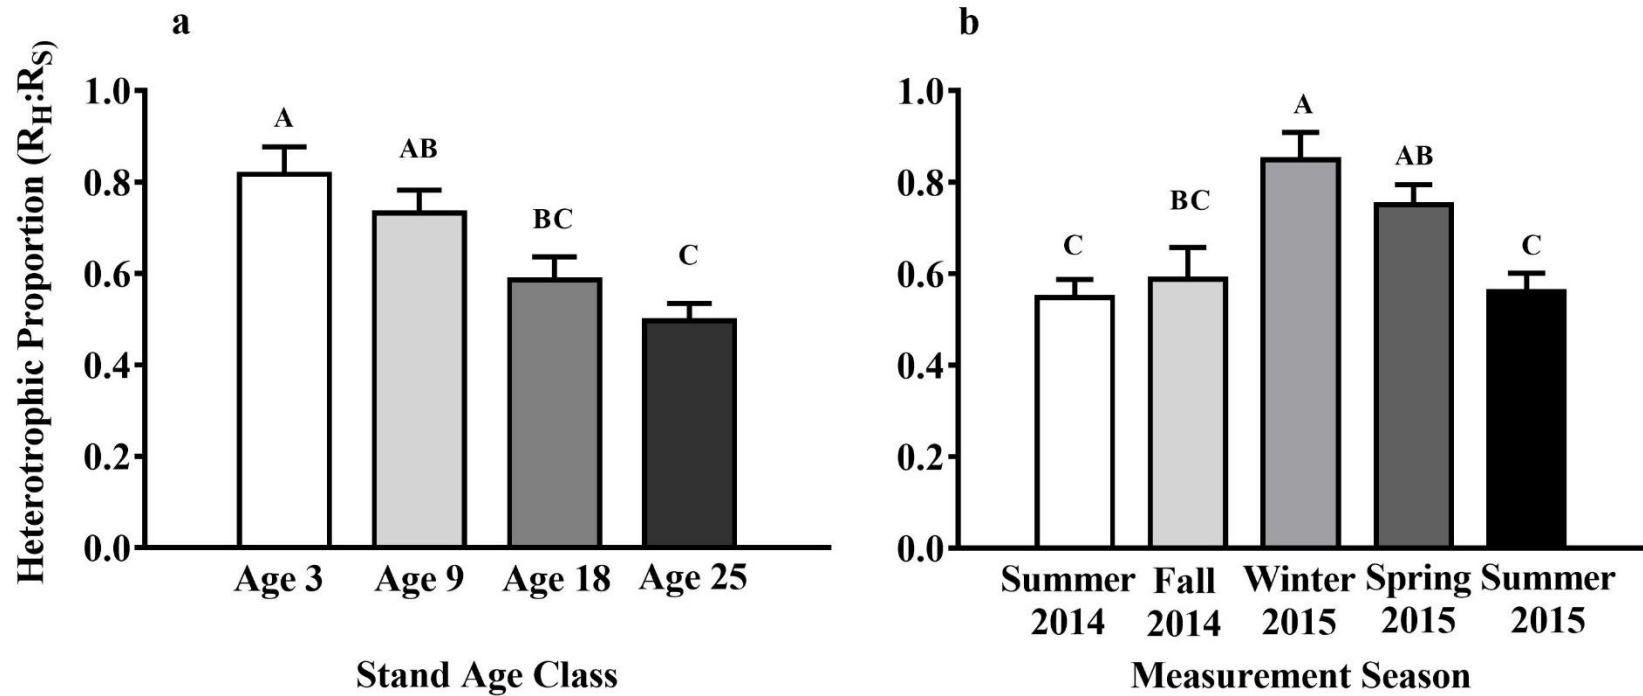 a
Heterotrophic Proportion (RH:RS)
1.0
0.8
0.6
0.4
0.2
0.0
A
AB
BC
C
Age 3
Age 9
Age 18
Age 25
Stand Age Class
b
1.0
0.8
0.6
0.4
0.2
0.0
C
BC
A
AB
C
Summer
2014
Fall
2014
Winter
2015
Spring
2015
Summer
2015
Measurement Season